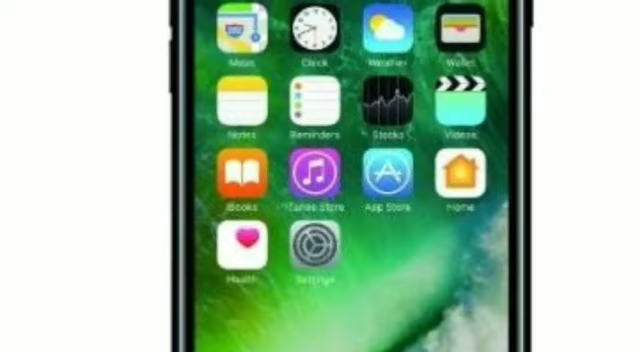 Maps Clock Weather Wallet
Notes Reminders Stocks Videos
iBooks iTunes Store App Store Home
Health Settings